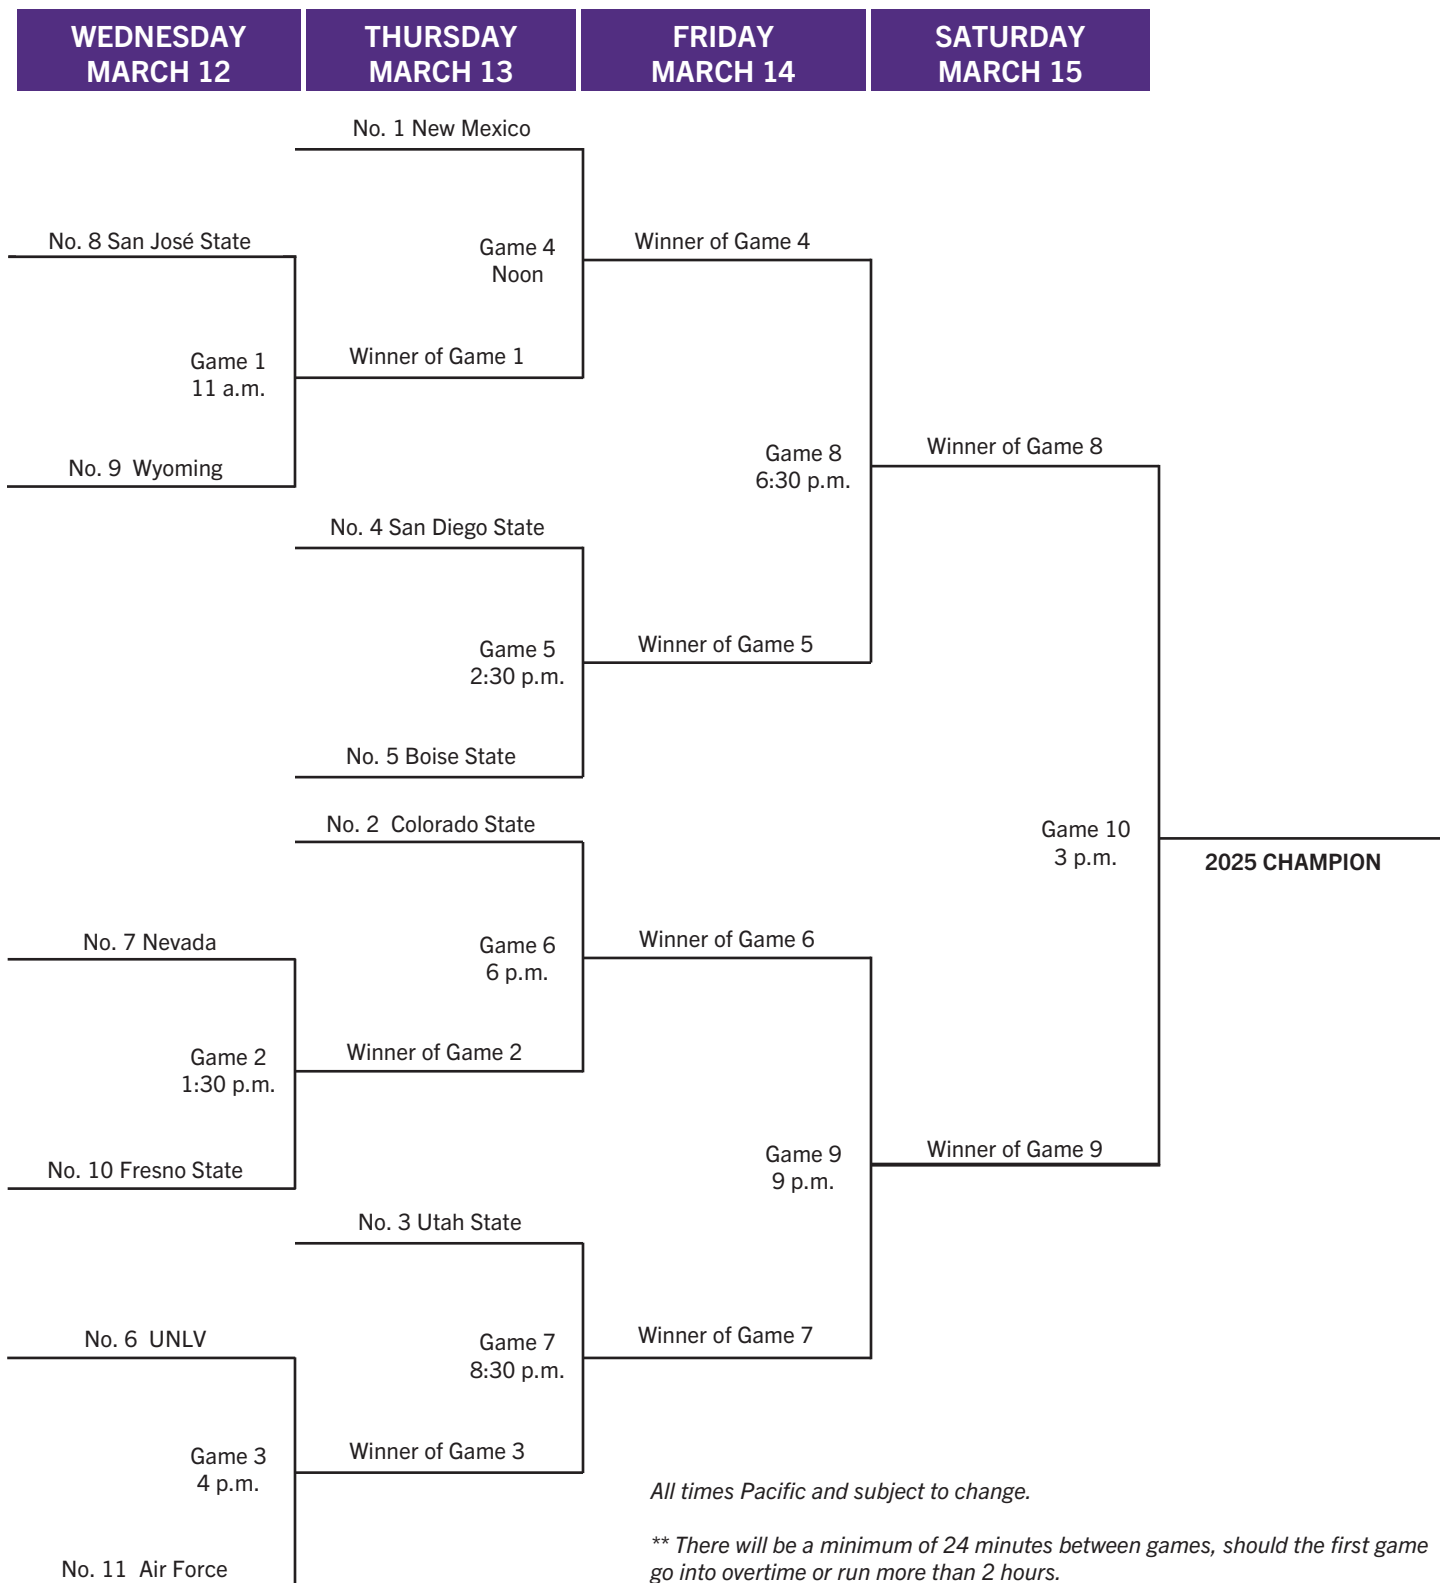 WEDNESDAY
MARCH 12
THURSDAY
MARCH 13
FRIDAY
MARCH 14
SATURDAY
MARCH 15
No. 1 New Mexico
No. 8 San José State
Game 4
Noon
Winner of Game 4
Game 1
11 a.m.
Winner of Game 1
No. 9 Wyoming
Game 8
6:30 p.m.
Winner of Game 8
No. 4 San Diego State
Game 5
2:30 p.m.
Winner of Game 5
No. 5 Boise State
No. 2 Colorado State
Game 10
3 p.m.
2025 CHAMPION
No. 7 Nevada
Game 6
6 p.m.
Winner of Game 6
Game 2
1:30 p.m.
Winner of Game 2
No. 10 Fresno State
Game 9
9 p.m.
Winner of Game 9
No. 3 Utah State
No. 6 UNLV
Game 7
8:30 p.m.
Winner of Game 7
Game 3
4 p.m.
Winner of Game 3
No. 11 Air Force
All times Pacific and subject to change.
** There will be a minimum of 24 minutes between games, should the first game
go into overtime or run more than 2 hours.